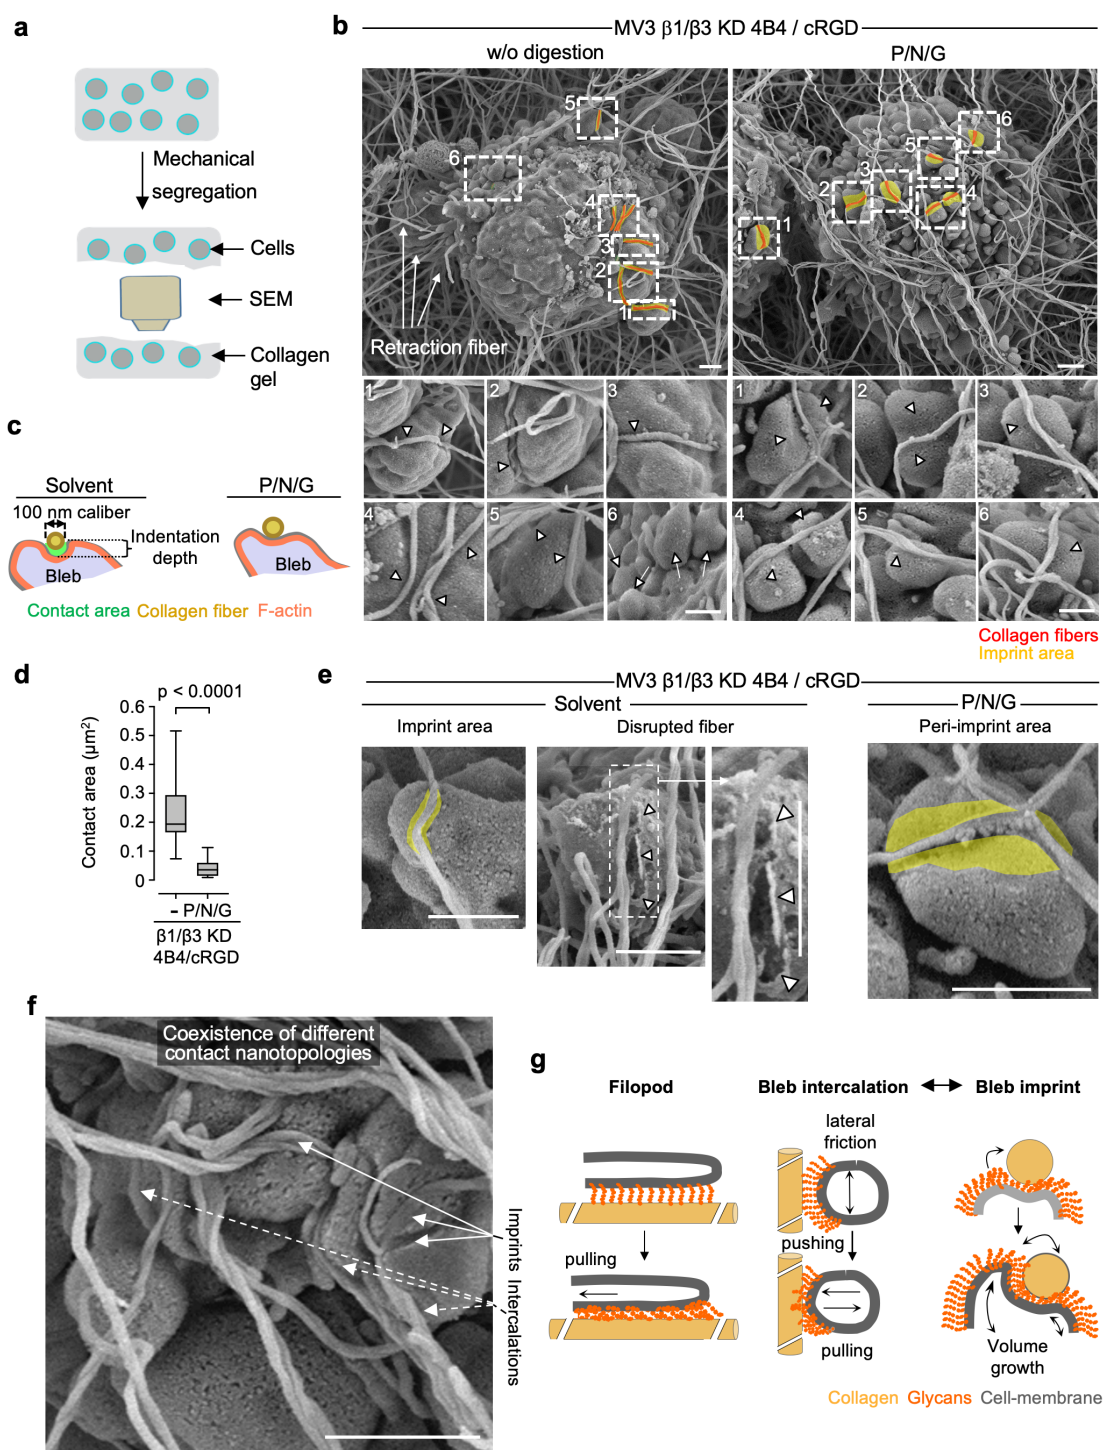 a
Mechanical
segregation
Cells
SEM
Collagen
gel
b
MV3 β1/β3 KD 4B4 / cRGD
w/o digestion
P/N/G
5
6
4
3
2
1
Retraction fiber
6
5
3
2
4
1
1
2
3
1
2
3
4
5
6
4
5
6
Collagen fibers
Imprint area
c
Solvent
P/N/G
100 nm caliber
Indentation
depth
Bleb
Bleb
Contact area Collagen fiber F-actin
d
p < 0.0001
Contact area (µm²)
0.6
0.5
0.4
0.3
0.2
0.1
0
– P/N/G
β1/β3 KD
4B4/cRGD
e
MV3 β1/β3 KD 4B4 / cRGD
Solvent
P/N/G
Imprint area
Disrupted fiber
Peri-imprint area
f
Coexistence of different
contact nanotopologies
Imprints
Intercalations
g
Filopod
Bleb intercalation
Bleb imprint
lateral
friction
pulling
pushing
pulling
Volume
growth
Collagen Glycans Cell-membrane